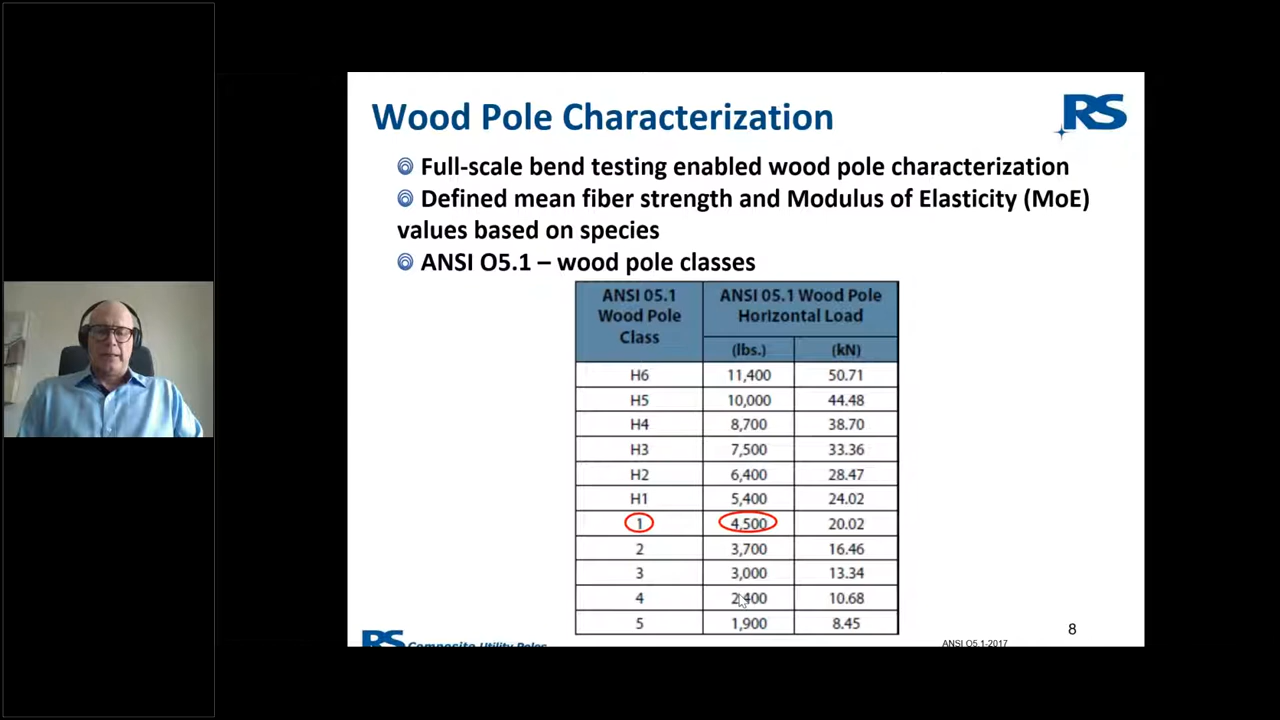 Wood Pole Characterization
RS
Full-scale bend testing enabled wood pole characterization
Defined mean fiber strength and Modulus of Elasticity (MoE)
values based on species
ANSI O5.1 – wood pole classes
ANSI 05.1 Wood Pole Class
ANSI 05.1 Wood Pole Horizontal Load
(lbs.) (kN)
H6 11,400 50.71
H5 10,000 44.48
H4 8,700 38.70
H3 7,500 33.36
H2 6,400 28.47
H1 5,400 24.02
1 4,500 20.02
2 3,700 16.46
3 3,000 13.34
4 2,400 10.68
5 1,900 8.45
8
RS Composite Utility Poles
ANSI O5.1-2017